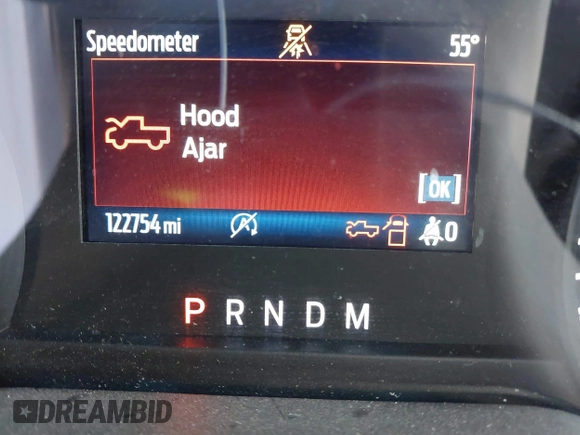 Speedometer 55°
Hood
Ajar
[OK]
122754 mi 0
P R N D M
DREAMBID